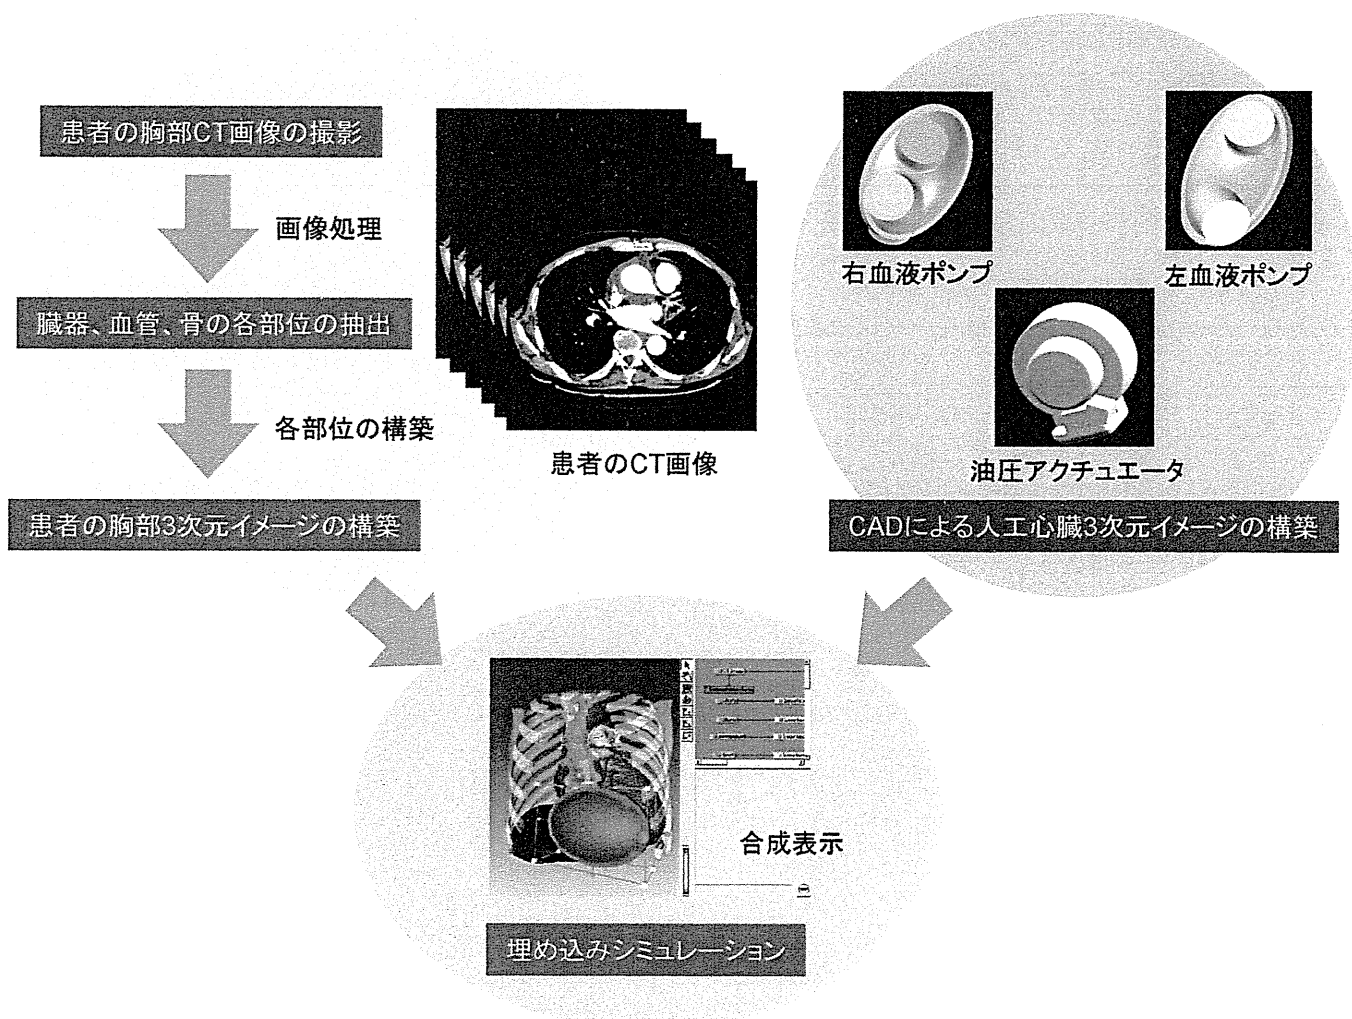 患者の胸部CT画像の撮影
画像処理
臓器、血管、骨の各部位の抽出
各部位の構築
患者の胸部3次元イメージの構築
患者のCT画像
右血液ポンプ
左血液ポンプ
油圧アクチュエータ
CADによる人工心臓3次元イメージの構築
合成表示
埋め込みシミュレーション